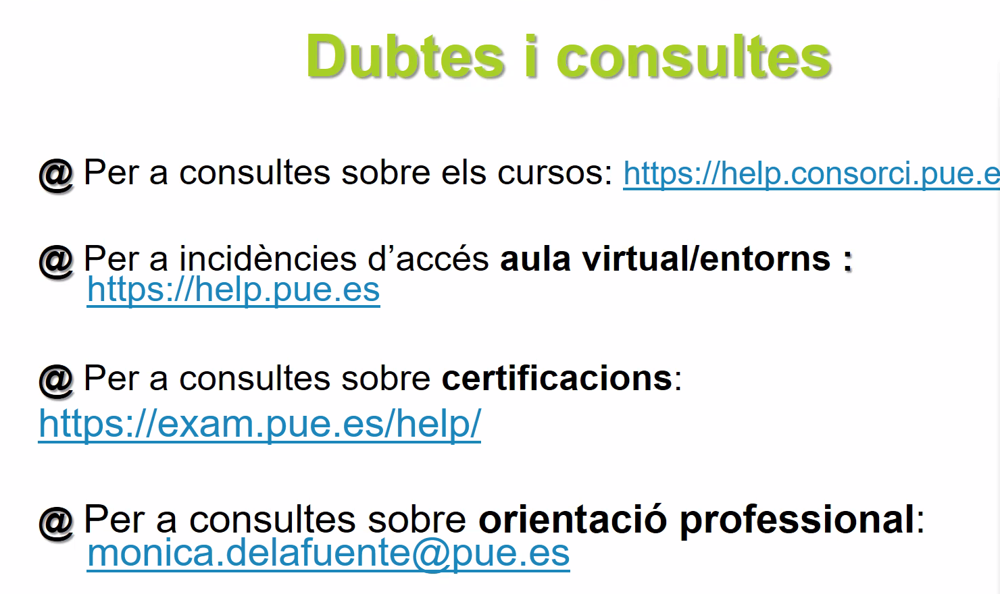 Dubtes i consultes
@ Per a consultes sobre els cursos: https://help.consorci.pue.e
@ Per a incidències d’accés aula virtual/entorns :
https://help.pue.es
@ Per a consultes sobre certificacions:
https://exam.pue.es/help/
@ Per a consultes sobre orientació professional:
monica.delafuente@pue.es